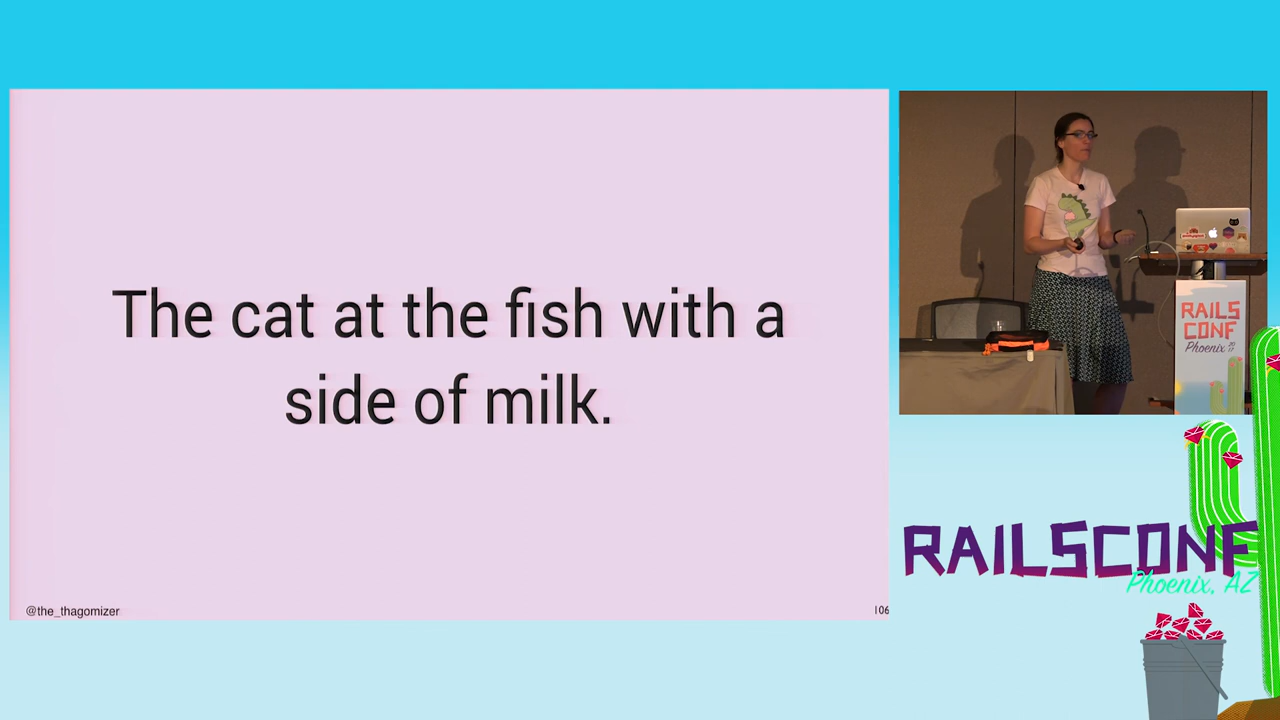 The cat at the fish with a
side of milk.
@the_thagomizer
106
RAILS
CONF
Phoenix
RAILSCONF
Phoenix, AZ